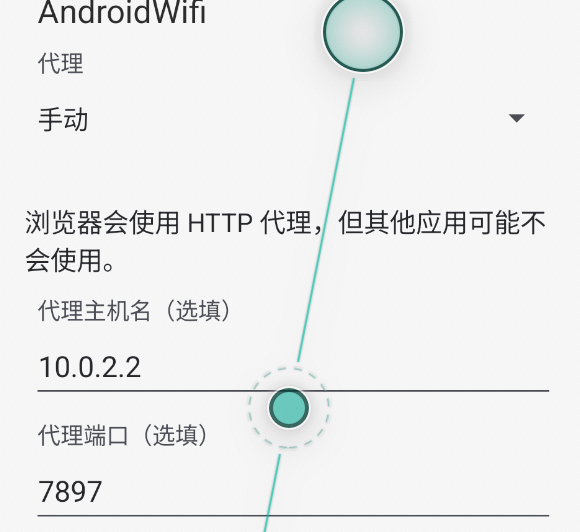 AndroidWifi
代理
手动
浏览器会使用 HTTP 代理，但其他应用可能不
会使用。
代理主机名（选填）
10.0.2.2
代理端口（选填）
7897